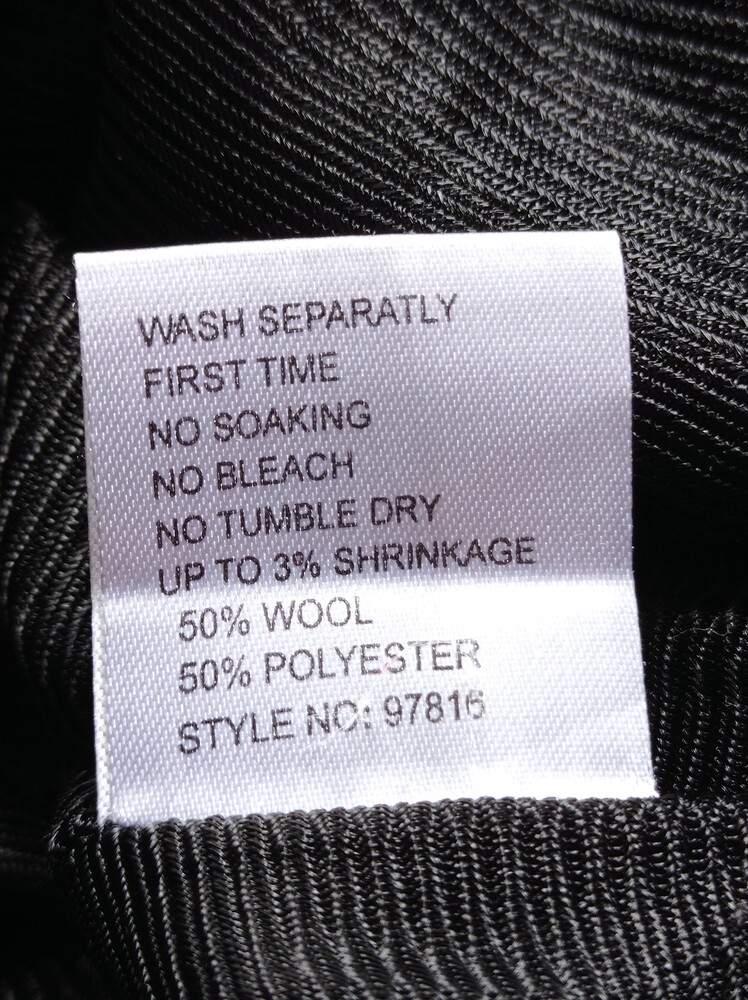 WASH SEPARATLY
FIRST TIME
NO SOAKING
NO BLEACH
NO TUMBLE DRY
UP TO 3% SHRINKAGE
50% WOOL
50% POLYESTER
STYLE NO: 97816